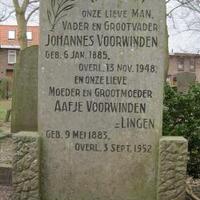 ONZE LIEVE MAN,
VADER EN GROOTVADER
JOHANNES VOORWINDEN
GEB. 6 JAN. 1885,
OVERL. 13 NOV. 1948,
EN ONZE LIEVE
MOEDER EN GROOTMOEDER
AAFJE VOORWINDEN
– LINGEN,
GEB. 9 MEI 1883,
OVERL. 3 SEPT. 1952